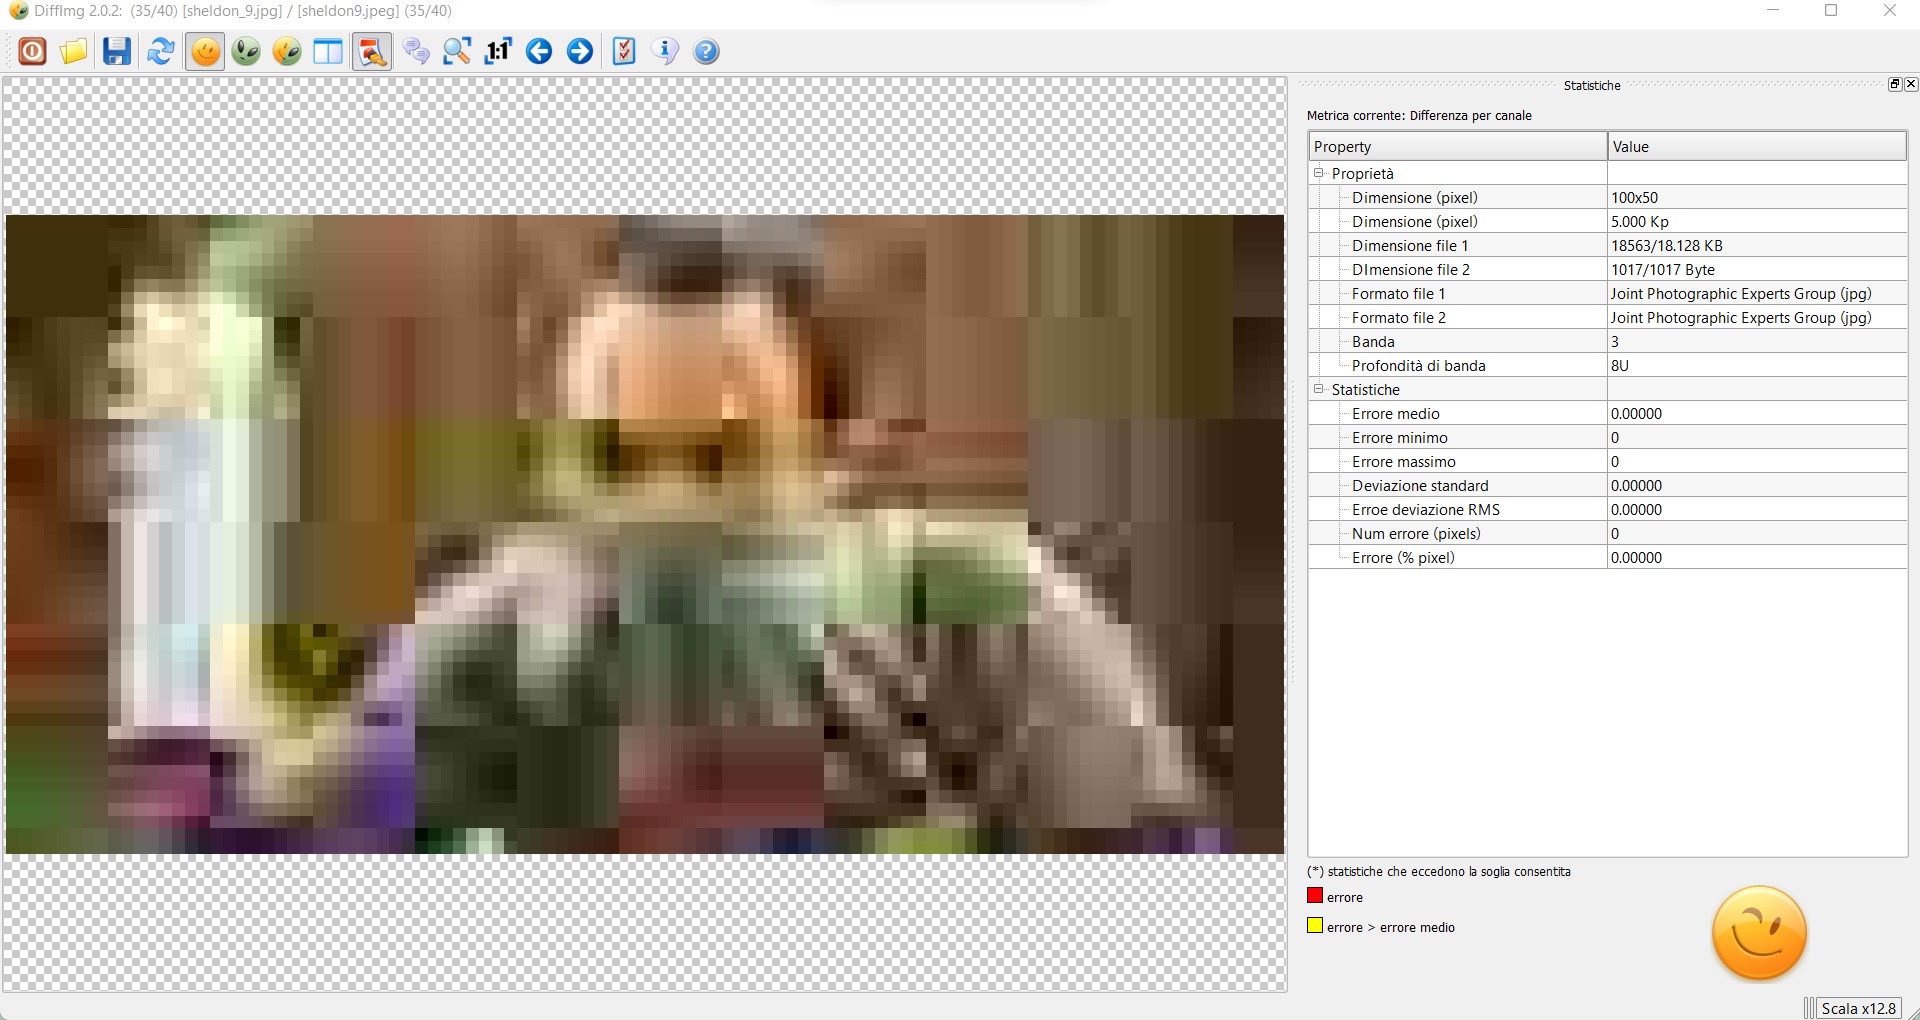 DiffImg 2.0.2: (35/40) [sheldon_9.jpg] / [sheldon9.jpeg] (35/40)
1:1
Statistiche
Metrica corrente: Differenza per canale
Property Value
Proprietà
Dimensione (pixel) 100x50
Dimensione (pixel) 5.000 Kp
Dimensione file 1 18563/18.128 KB
DImensione file 2 1017/1017 Byte
Formato file 1 Joint Photographic Experts Group (jpg)
Formato file 2 Joint Photographic Experts Group (jpg)
Banda 3
Profondità di banda 8U
Statistiche
Errore medio 0.00000
Errore minimo 0
Errore massimo 0
Deviazione standard 0.00000
Erroe deviazione RMS 0.00000
Num errore (pixels) 0
Errore (% pixel) 0.00000
(*) statistiche che eccedono la soglia consentita
errore
errore > errore medio
Scala x12.8